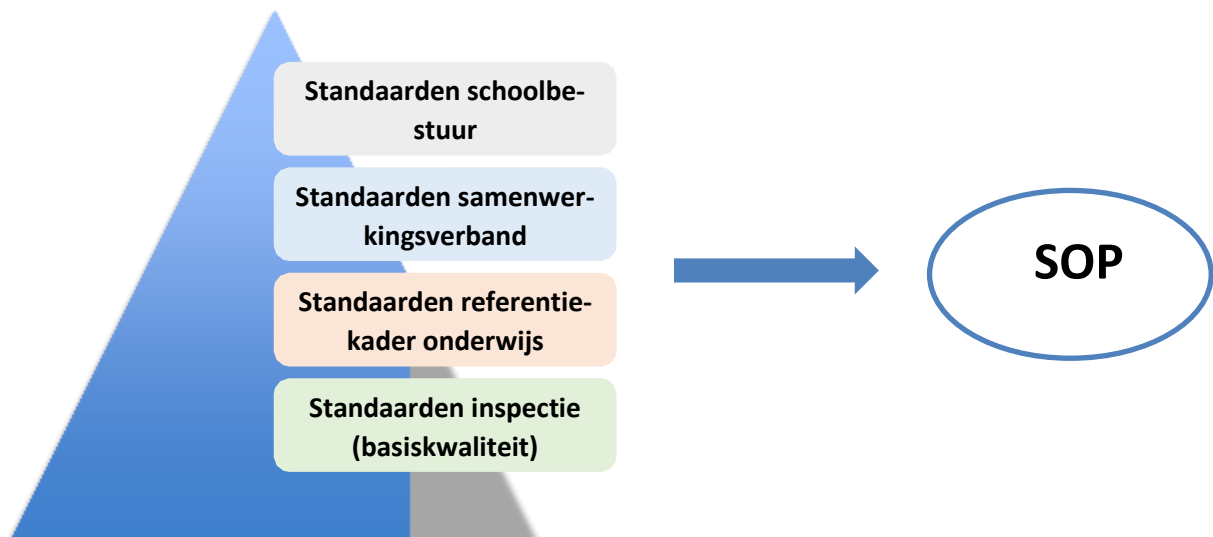 Standaarden schoolbe-
stuur
Standaarden samenwer-
kingsverband
Standaarden referentie-
kader onderwijs
Standaarden inspectie
(basiskwaliteit)
SOP